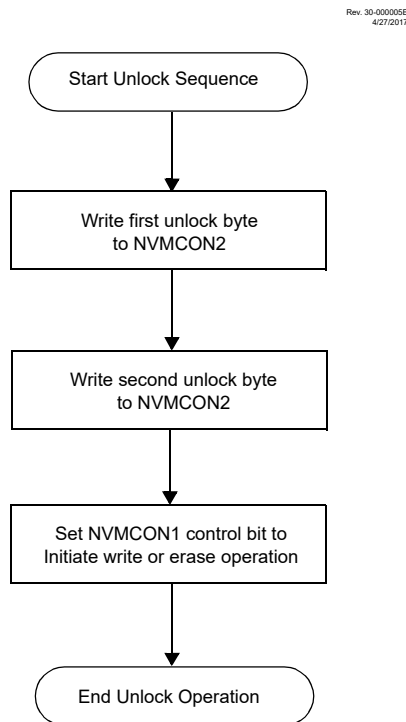 Rev. 30-000005B
4/27/2017
Start Unlock Sequence
Write first unlock byte
to NVMCON2
Write second unlock byte
to NVMCON2
Set NVMCON1 control bit to
Initiate write or erase operation
End Unlock Operation